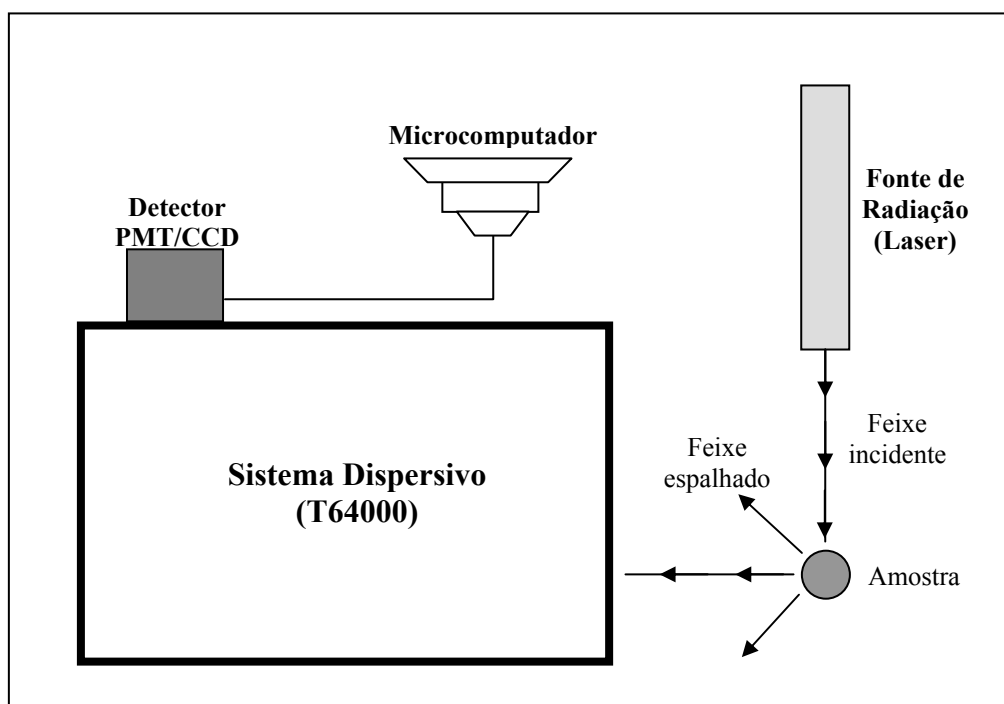 Microcomputador
Detector
PMT/CCD
Fonte de
Radiação
(Laser)
Feixe
incidente
Feixe
espalhado
Sistema Dispersivo
(T64000)
Amostra